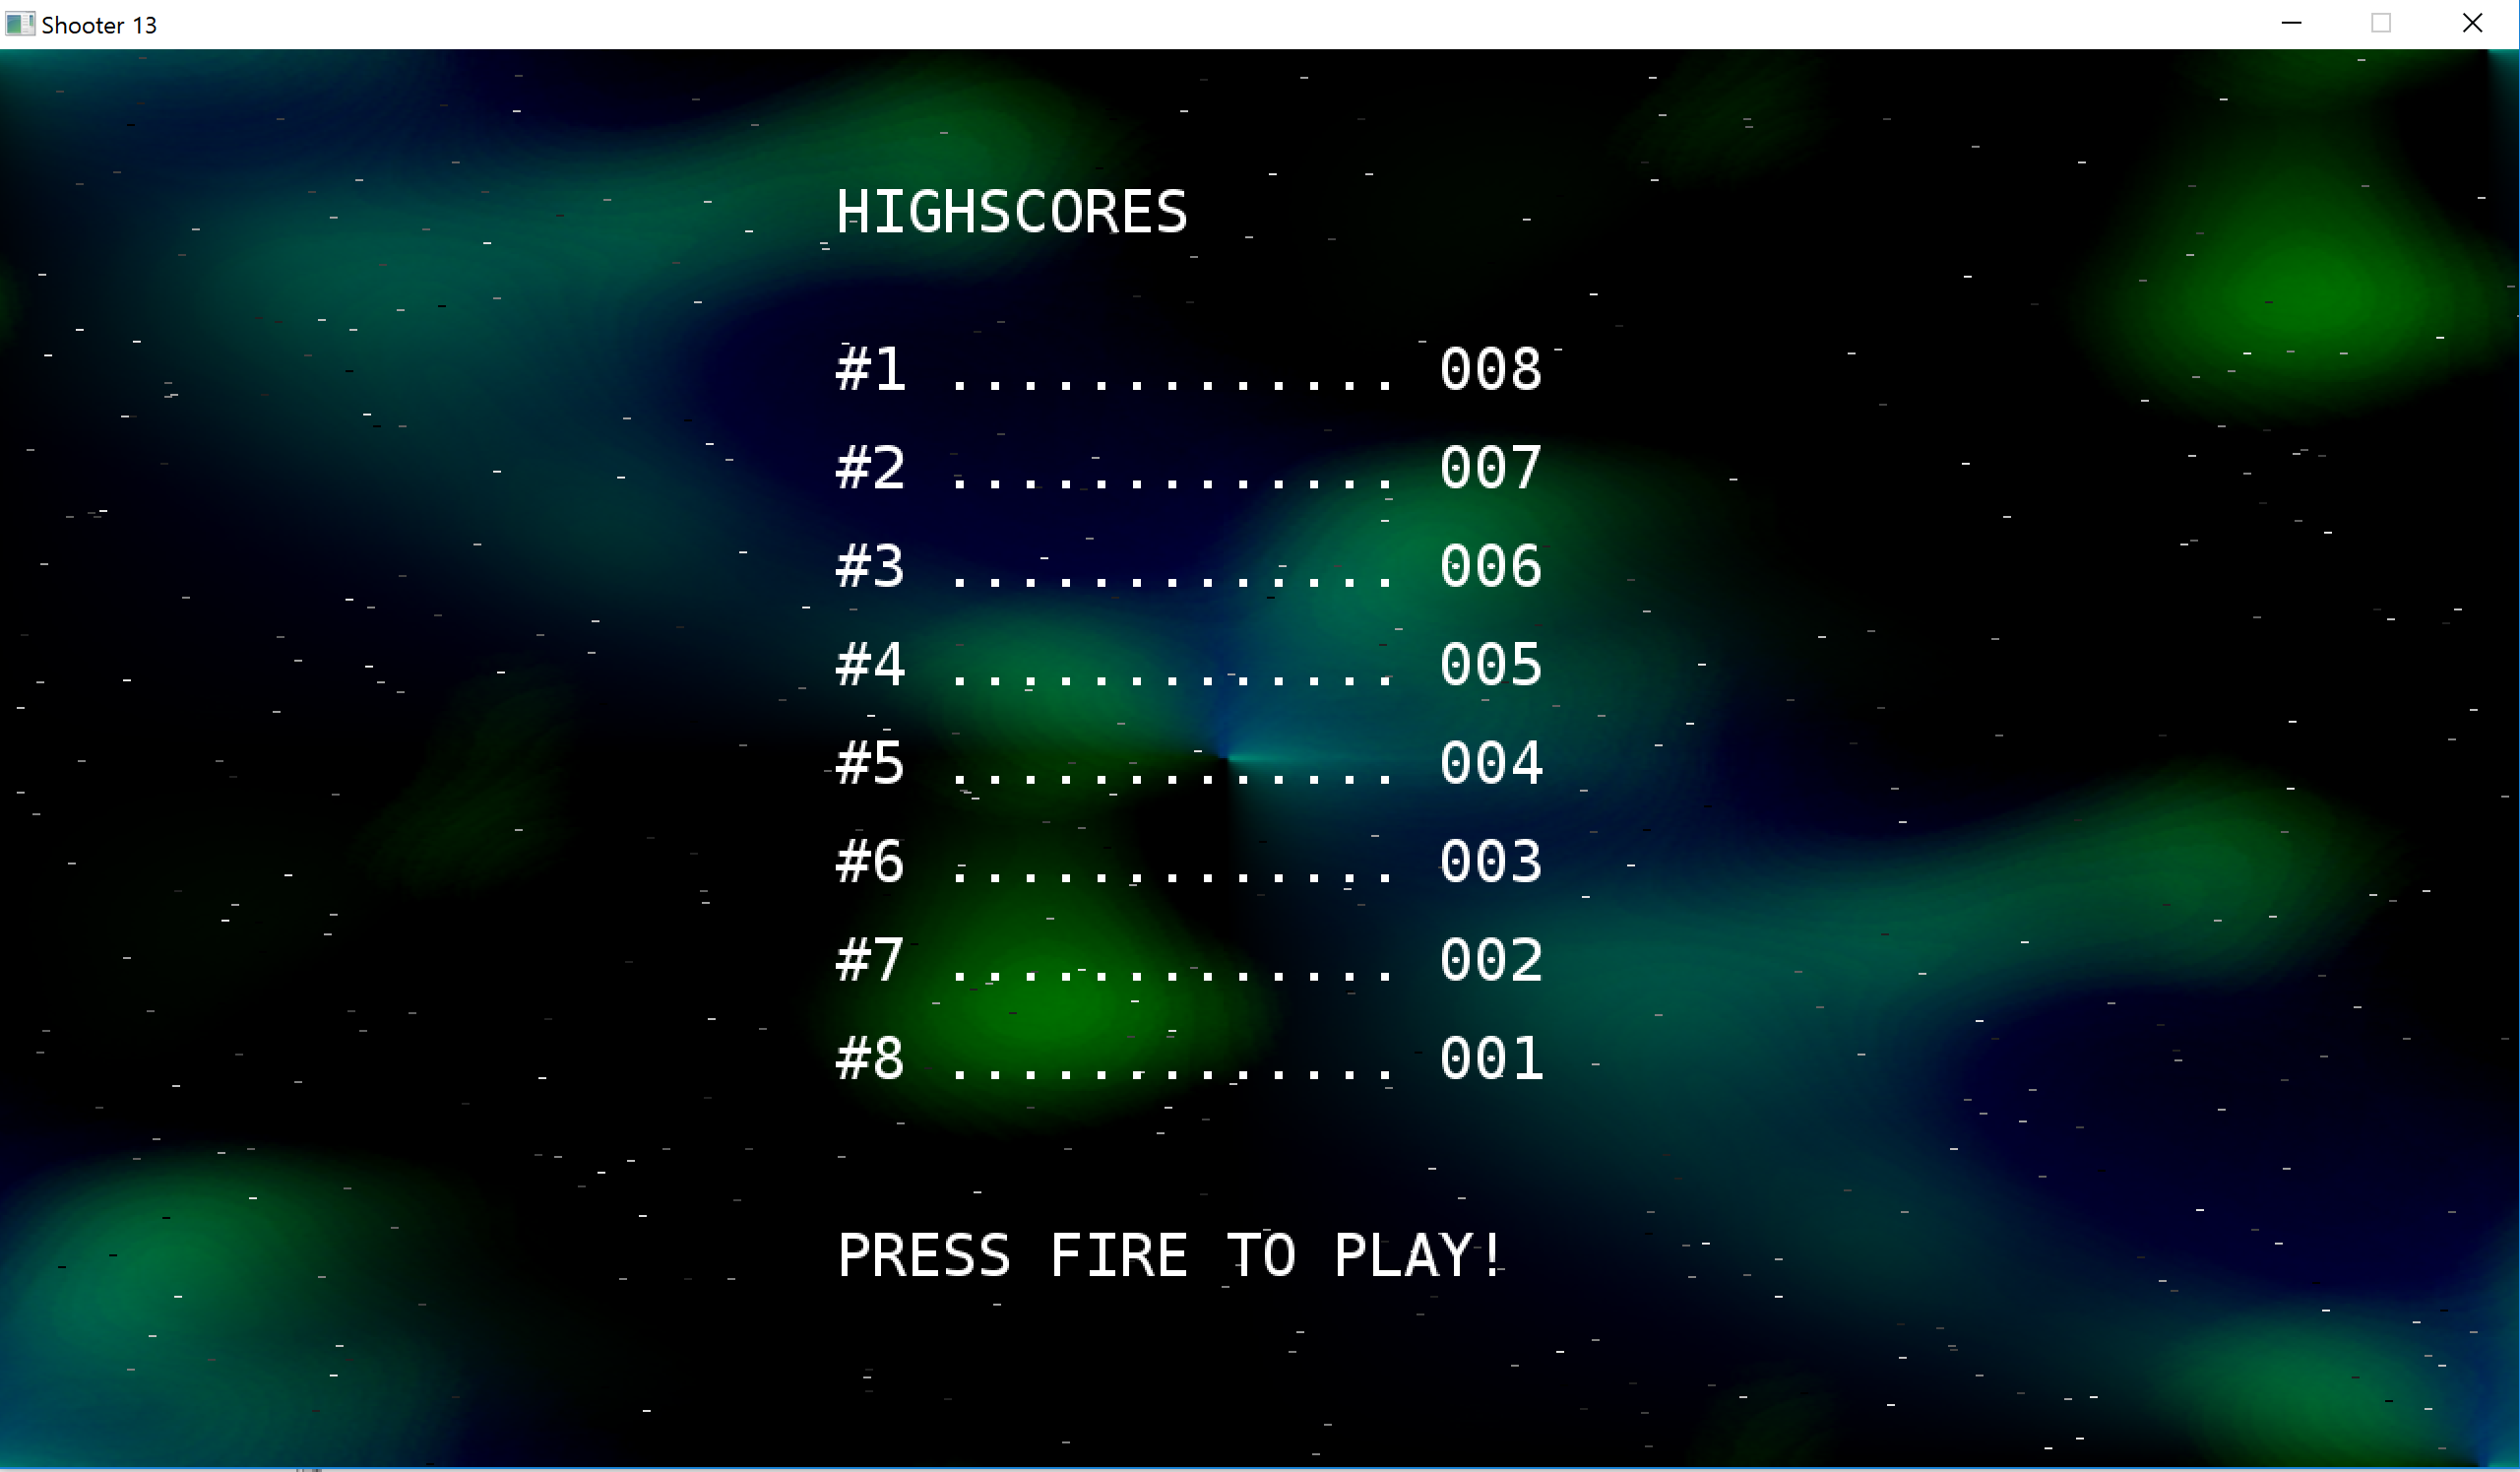 Shooter 13
HIGHSCORES
#1 ............. 008
#2 ............. 007
#3 ............. 006
#4 ............. 005
#5 ............. 004
#6 ............. 003
#7 ............. 002
#8 ............. 001
PRESS FIRE TO PLAY!